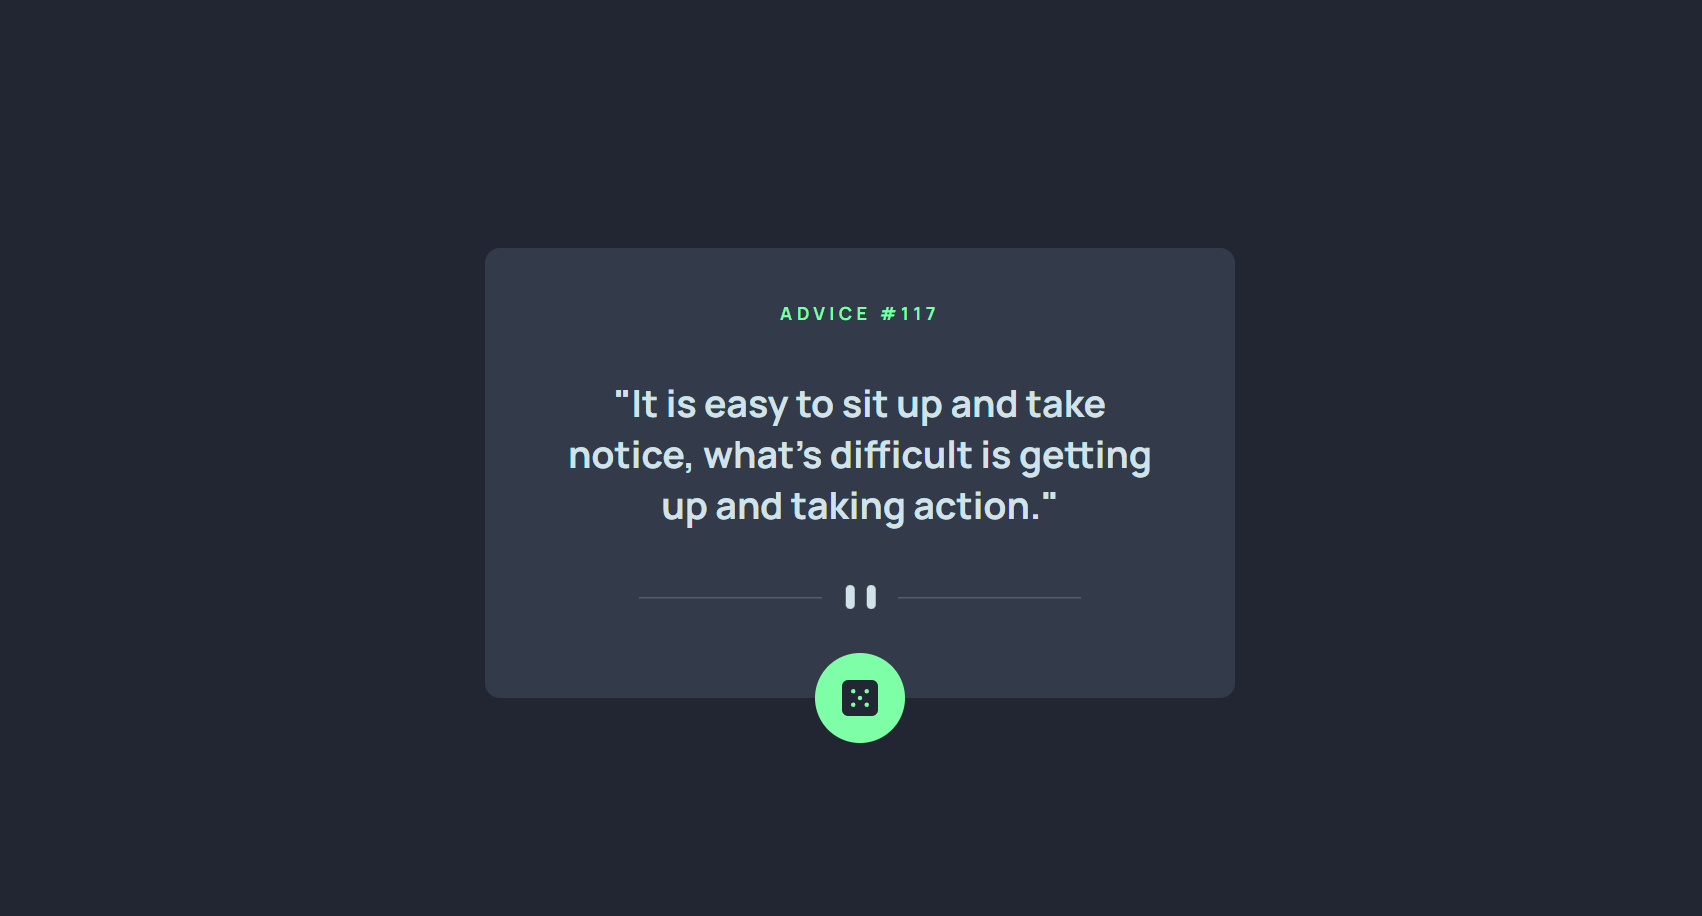 ADVICE #117
"It is easy to sit up and take
notice, what's difficult is getting
up and taking action."